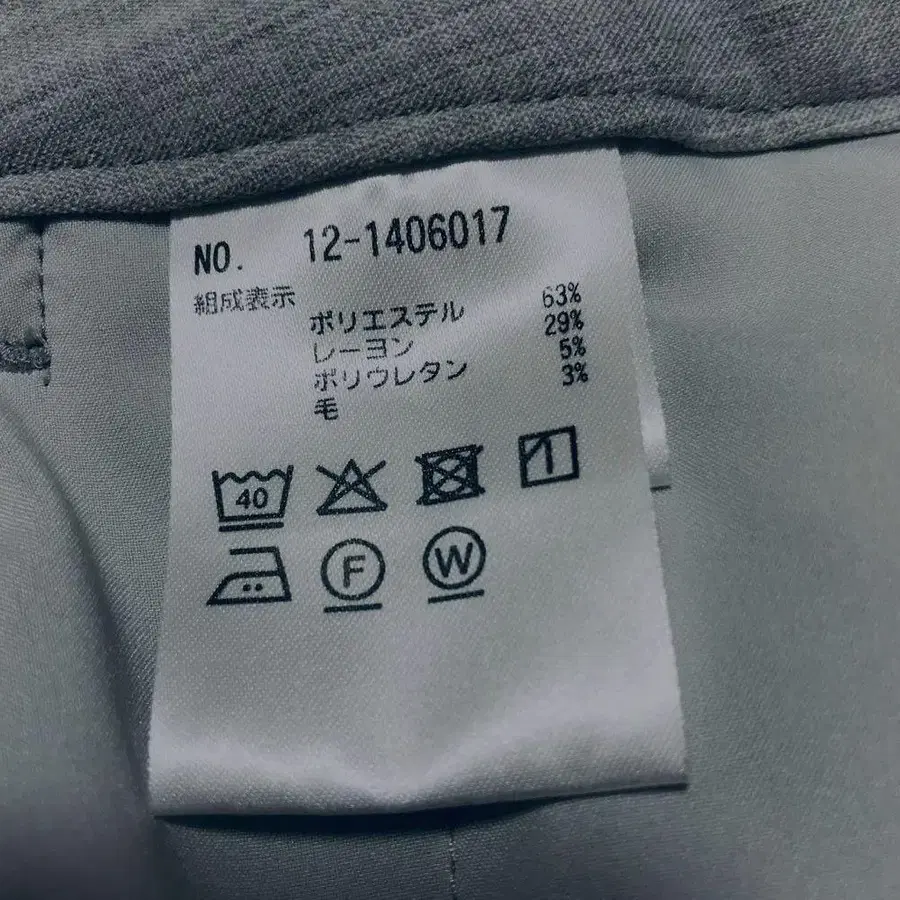 NO. 12-1406017
組成表示
ポリエステル 63%
レーヨン 29%
ポリウレタン 5%
毛 3%
40
F W